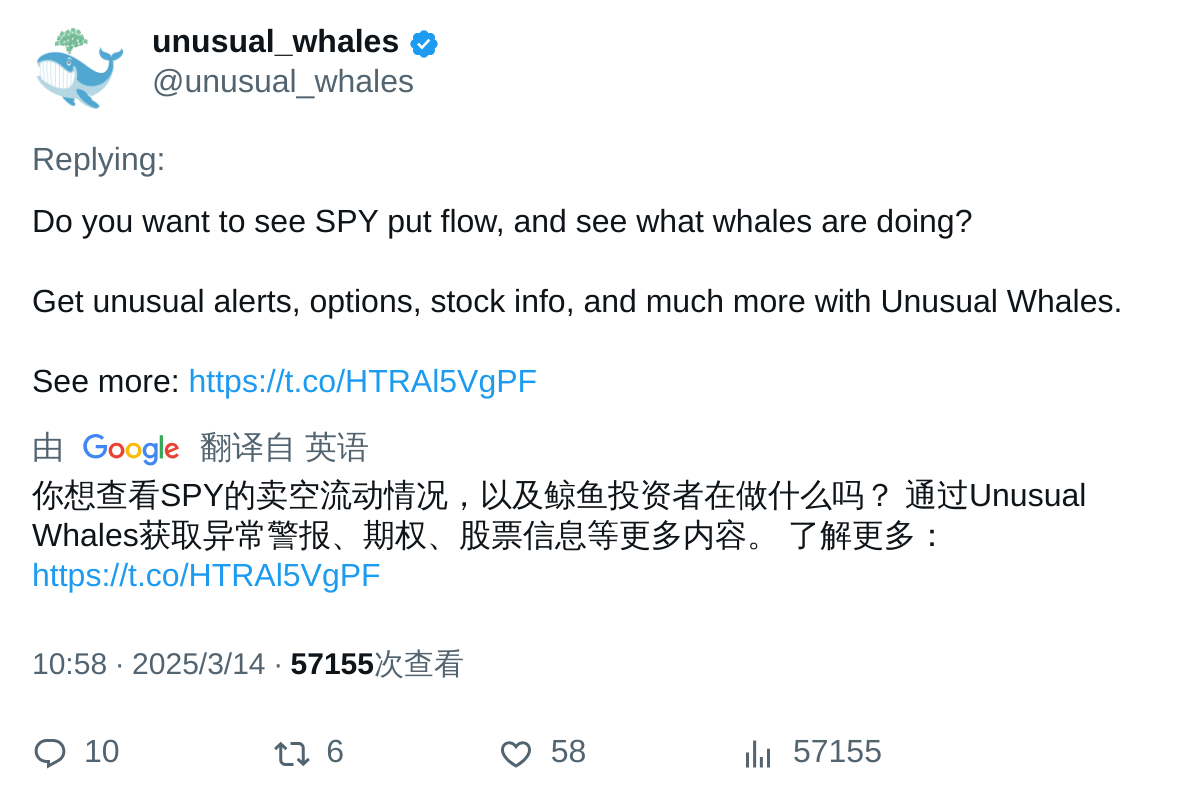 unusual_whales
@unusual_whales
Replying:
Do you want to see SPY put flow, and see what whales are doing?
Get unusual alerts, options, stock info, and much more with Unusual Whales.
See more: https://t.co/HTRAl5VgPF
由 Google 翻译自 英语
你想查看SPY的卖空流动情况，以及鲸鱼投资者在做什么吗？ 通过Unusual
Whales获取异常警报、期权、股票信息等更多内容。 了解更多：
https://t.co/HTRAl5VgPF
10:58 · 2025/3/14 · 57155次查看
10 6 58 57155